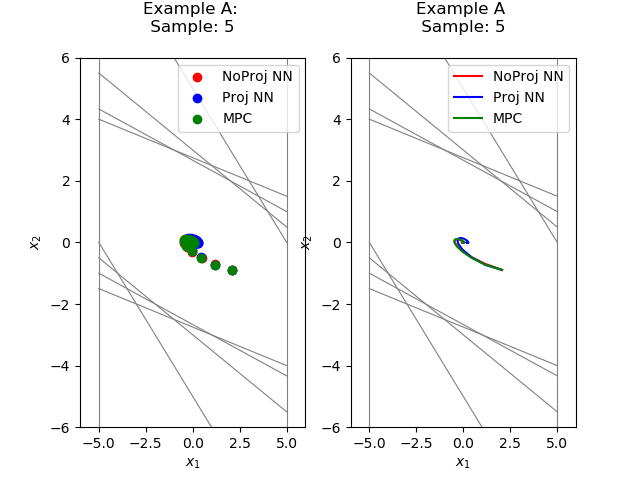 Example A:
Sample: 5
6
4
2
0
−2
−4
−6
x₂
−5.0
−2.5
0.0
2.5
5.0
x₁
NoProj NN
Proj NN
MPC
Example A
Sample: 5
6
4
2
0
−2
−4
−6
x₂
−5.0
−2.5
0.0
2.5
5.0
x₁
NoProj NN
Proj NN
MPC